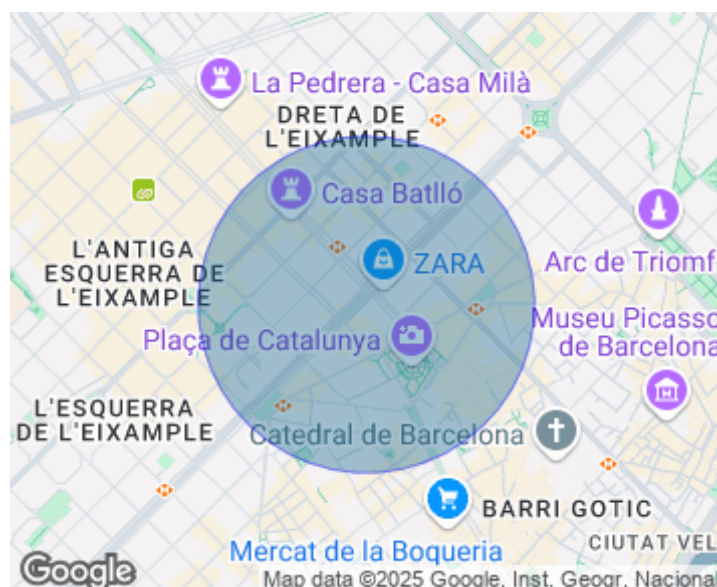 La Pedrera - Casa Milà
DRETA DE
L'EIXAMPLE
Casa Batlló
L'ANTIGA
ESQUERRA DE
L'EIXAMPLE
ZARA
Arc de Triomf
Plaça de Catalunya
Museu Picasso
de Barcelona
L'ESQUERRA
DE L'EIXAMPLE
Catedral de Barcelona
BARRI GOTIC
CIUTAT VEL
Mercat de la Boqueria
Google
Map data ©2025 Google, Inst. Geogr. Nacional